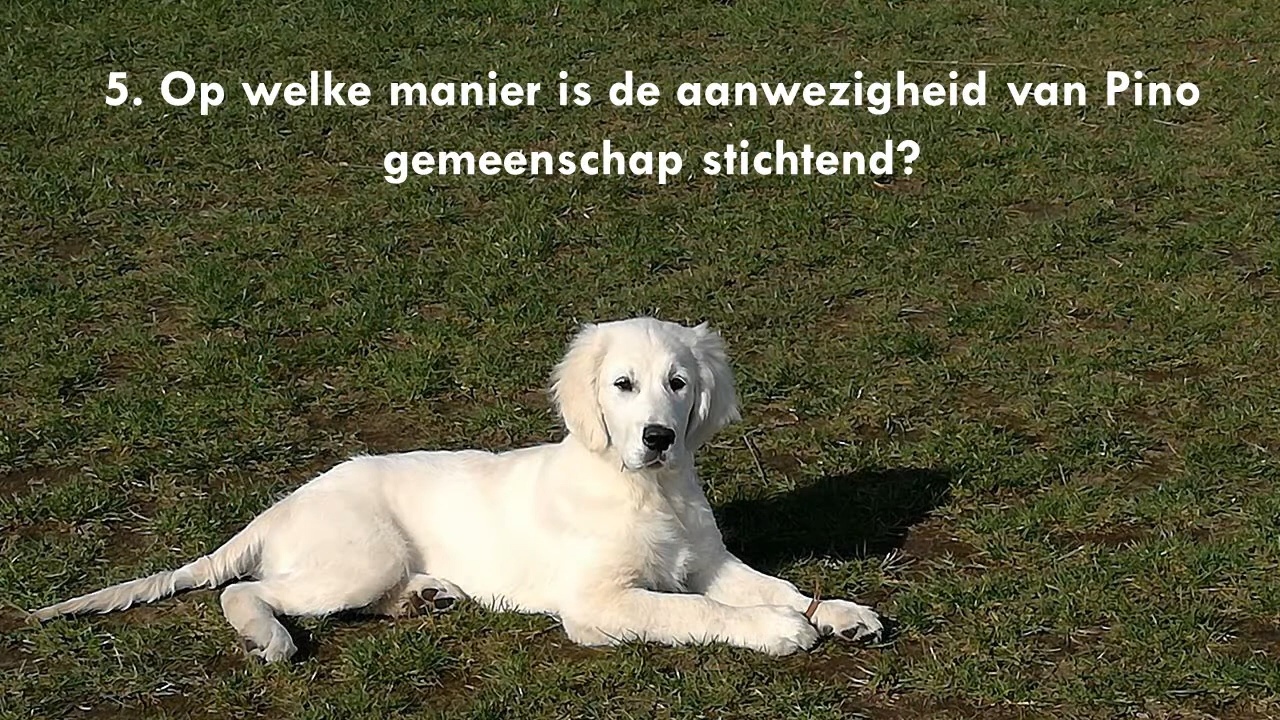 5. Op welke manier is de aanwezigheid van Pino
gemeenschap stichtend?